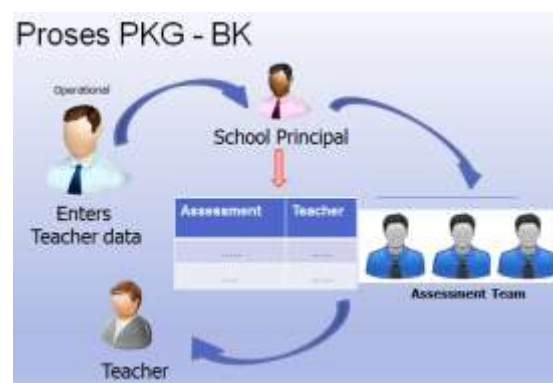 Proses PKG - BK
Operational
School Principal
Enters
Teacher data
Assessment Teacher
...... ......
...... ......
Assessment Team
Teacher